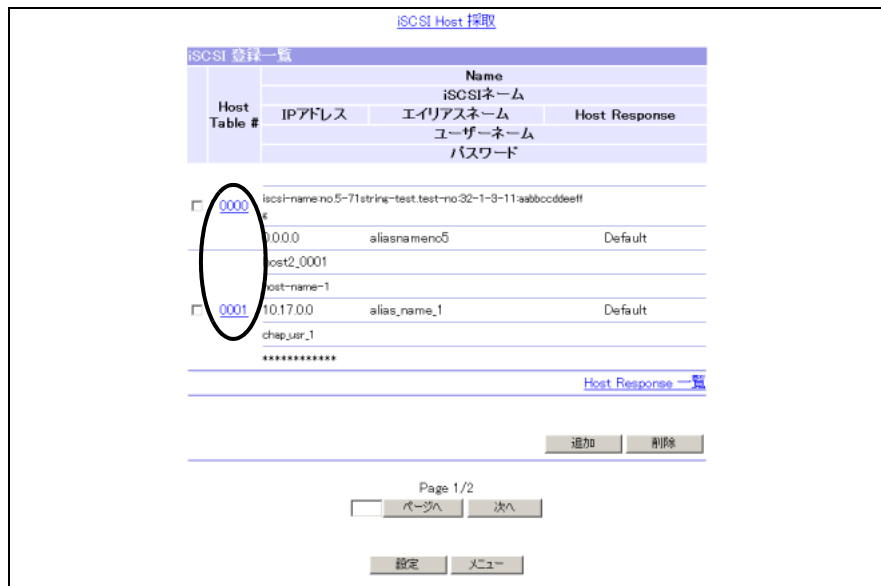 iSCSI Host 採取
iSCSI 登録一覧
Host Table #
Name
iSCSIネーム
IPアドレス エイリアスネーム Host Response
ユーザーネーム
パスワード
0000
iscsi-name:no.5-71string-test.test-no:32-1-3-11:aabbccddeeff
g
0.0.0.0 aliasnameno5 Default
host2_0001
host-name-1
0001 10.17.0.0 alias_name_1 Default
chap_usr_1
************
Host Response 一覧
追加 削除
Page 1/2
ページへ 次へ
設定 メニュー